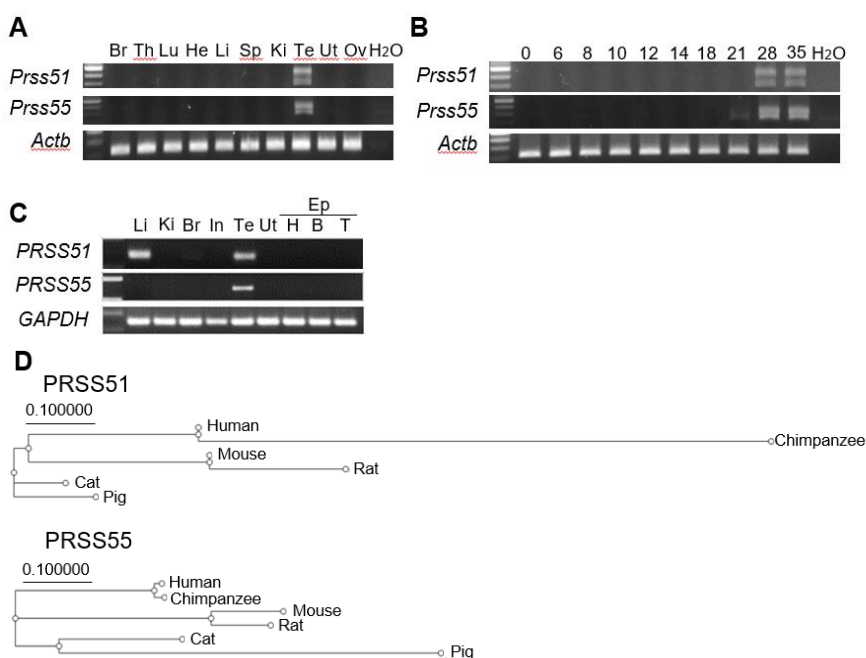 A
Br Th Lu He Li Sp Ki Te Ut Ov H2O
Prss51
Prss55
Actb
B
0 6 8 10 12 14 18 21 28 35 H2O
Prss51
Prss55
Actb
C
Ep
Li Ki Br In Te Ut H B T
PRSS51
PRSS55
GAPDH
D
PRSS51
0.100000
Human
Chimpanzee
Mouse
Rat
Cat
Pig
PRSS55
0.100000
Human
Chimpanzee
Mouse
Rat
Cat
Pig